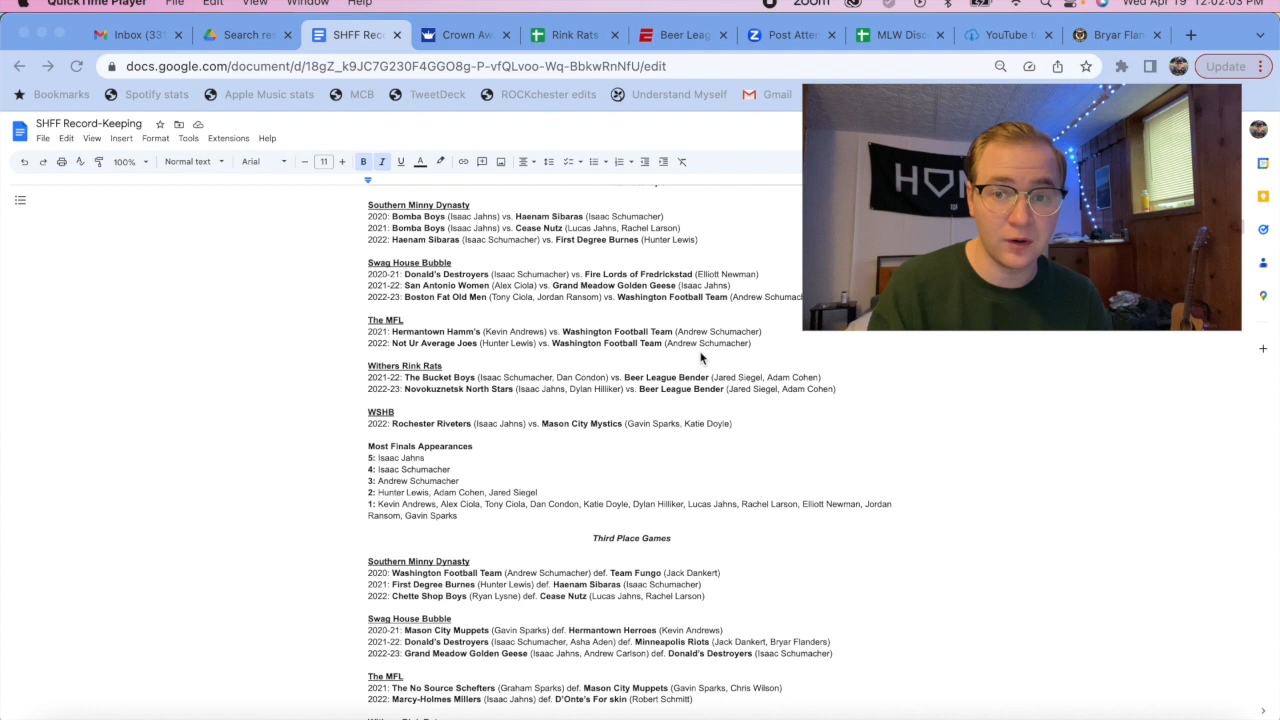 QuickTime Player File Edit View Window Help zoom Wed Apr 19 12:02:03 PM
Inbox (331 Search res SHFF Reco Crown Aw Rink Rats Beer Leag Post Atten MLW Disc YouTube t Bryar Flan
docs.google.com/document/d/18gZ_k9JC7G230F4GGO8g-P-vfQLvoo-Wq-BbkwRnNfU/edit Update
Bookmarks Spotify stats Apple Music stats MCB TweetDeck ROCKchester edits Understand Myself Gmail
SHFF Record-Keeping
File Edit View Insert Format Tools Extensions Help
100% Normal text Arial 11 B I U A
HOM
Southern Minny Dynasty
2020: Bomba Boys (Isaac Jahns) vs. Haenam Sibaras (Isaac Schumacher)
2021: Bomba Boys (Isaac Jahns) vs. Cease Nutz (Lucas Jahns, Rachel Larson)
2022: Haenam Sibaras (Isaac Schumacher) vs. First Degree Burnes (Hunter Lewis)
Swag House Bubble
2020-21: Donald's Destroyers (Isaac Schumacher) vs. Fire Lords of Fredrickstad (Elliott Newman)
2021-22: San Antonio Women (Alex Ciola) vs. Grand Meadow Golden Geese (Isaac Jahns)
2022-23: Boston Fat Old Men (Tony Ciola, Jordan Ransom) vs. Washington Football Team (Andrew Schumach
The MFL
2021: Hermantown Hamm's (Kevin Andrews) vs. Washington Football Team (Andrew Schumacher)
2022: Not Ur Average Joes (Hunter Lewis) vs. Washington Football Team (Andrew Schumacher)
Withers Rink Rats
2021-22: The Bucket Boys (Isaac Schumacher, Dan Condon) vs. Beer League Bender (Jared Siegel, Adam Cohen)
2022-23: Novokuznetsk North Stars (Isaac Jahns, Dylan Hilliker) vs. Beer League Bender (Jared Siegel, Adam Cohen)
WSHB
2022: Rochester Riveters (Isaac Jahns) vs. Mason City Mystics (Gavin Sparks, Katie Doyle)
Most Finals Appearances
5: Isaac Jahns
4: Isaac Schumacher
3: Andrew Schumacher
2: Hunter Lewis, Adam Cohen, Jared Siegel
1: Kevin Andrews, Alex Ciola, Tony Ciola, Dan Condon, Katie Doyle, Dylan Hilliker, Lucas Jahns, Rachel Larson, Elliott Newman, Jordan
Ransom, Gavin Sparks
Third Place Games
Southern Minny Dynasty
2020: Washington Football Team (Andrew Schumacher) def. Team Fungo (Jack Dankert)
2021: First Degree Burnes (Hunter Lewis) def. Haenam Sibaras (Isaac Schumacher)
2022: Chette Shop Boys (Ryan Lysne) def. Cease Nutz (Lucas Jahns, Rachel Larson)
Swag House Bubble
2020-21: Mason City Muppets (Gavin Sparks) def. Hermantown Herroes (Kevin Andrews)
2021-22: Donald's Destroyers (Isaac Schumacher, Asha Aden) def. Minneapolis Riots (Jack Dankert, Bryar Flanders)
2022-23: Grand Meadow Golden Geese (Isaac Jahns, Andrew Carlson) def. Donald's Destroyers (Isaac Schumacher)
The MFL
2021: The No Source Schefters (Graham Sparks) def. Mason City Muppets (Gavin Sparks, Chris Wilson)
2022: Marcy-Holmes Millers (Isaac Jahns) def. D'Onte's For skin (Robert Schmitt)